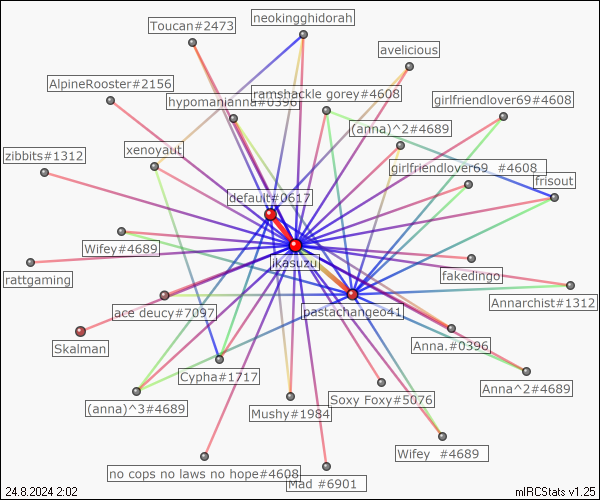 neokingghidorah
Toucan#2473
avelicious
AlpineRooster#2156
ramshackle gorey#4608
hypomanianna#0396
girlfriendlover69#4608
(anna)^2#4689
zibbits#1312
xenoyaut
girlfriendlover69_#4608
frisout
default#0617
Wifey#4689
ikasuzu
fakedingo
rattgaming
Annarchist#1312
ace deucy#7097
pastachangeo41
Skalman
Anna.#0396
Cypha#1717
Anna^2#4689
Soxy Foxy#5076
(anna)^3#4689
Mushy#1984
Wifey_#4689
no cops no laws no hope#4608
Mad_#6901
24.8.2024 2:02
mIRCStats v1.25